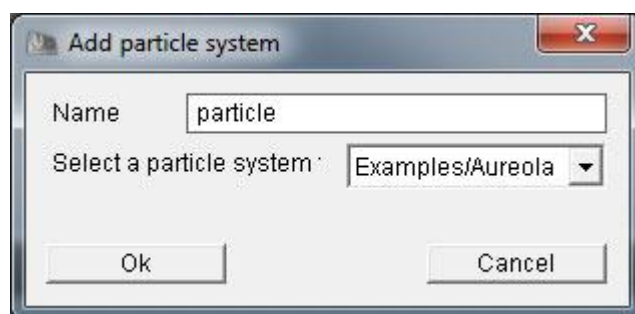 Add particle system
Name particle
Select a particle system : Examples/Aureola
Ok Cancel